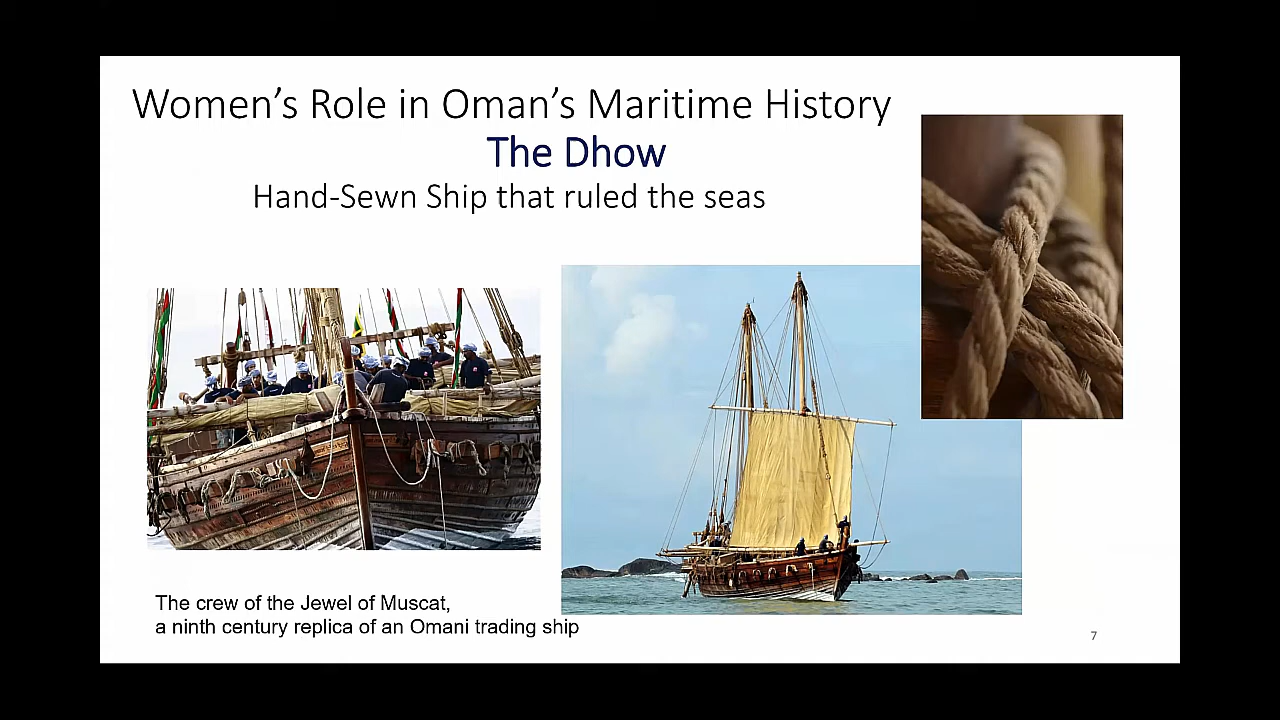 Women’s Role in Oman’s Maritime History
The Dhow
Hand-Sewn Ship that ruled the seas
The crew of the Jewel of Muscat,
a ninth century replica of an Omani trading ship
7